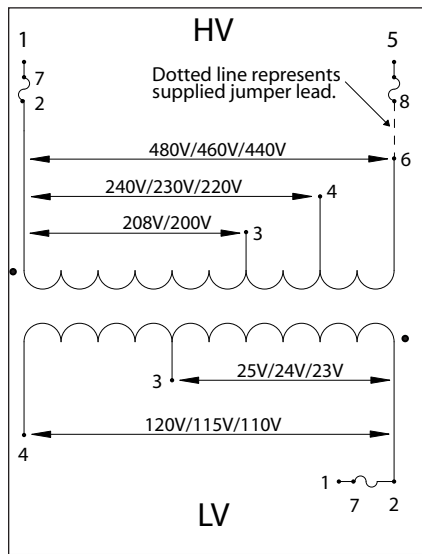 HV
1
5
7
2
Dotted line represents
supplied jumper lead.
8
480V/460V/440V
6
240V/230V/220V
4
208V/200V
3
3
25V/24V/23V
120V/115V/110V
4
1
7
2
LV